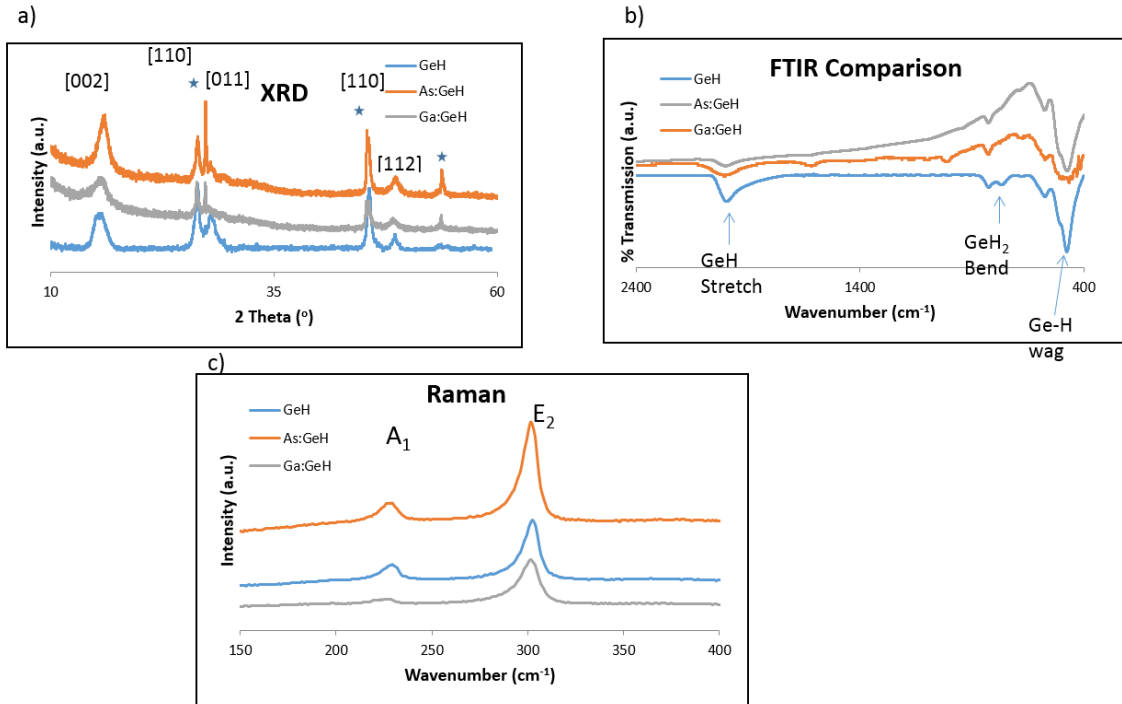 a)
[002]
[110]
★
[011]
XRD
[110]
★
[112]
★
GeH
As:GeH
Ga:GeH
Intensity (a.u.)
10
35
60
2 Theta (°)
b)
FTIR Comparison
GeH
As:GeH
Ga:GeH
% Transmission (a.u.)
GeH
Stretch
GeH₂
Bend
2400
1400
400
Wavenumber (cm⁻¹)
Ge-H
wag
c)
Raman
GeH
As:GeH
Ga:GeH
A₁
E₂
Intensity (a.u.)
150
200
250
300
350
400
Wavenumber (cm⁻¹)